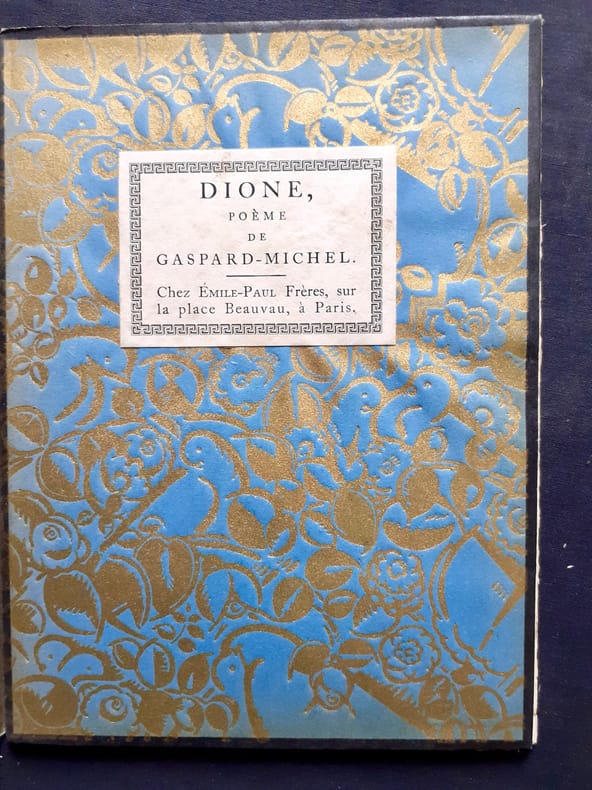 DIONE,
POÈME
DE
GASPARD-MICHEL.
Chez ÉMILE-PAUL Frères, sur
la place Beauvau, à Paris.